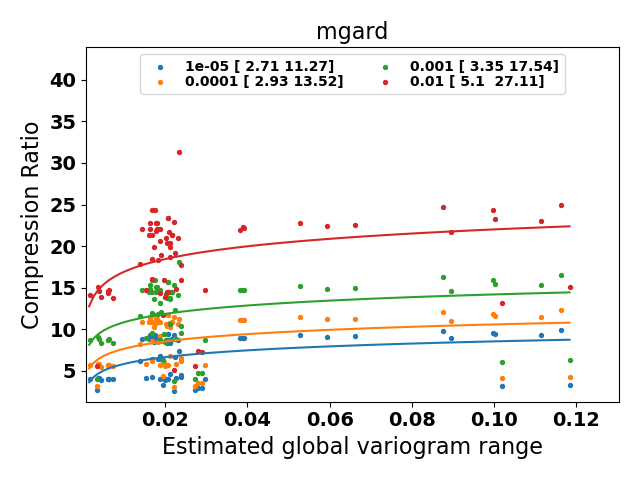 mgard
1e-05 [ 2.71 11.27]
0.0001 [ 2.93 13.52]
0.001 [ 3.35 17.54]
0.01 [ 5.1  27.11]
Compression Ratio
40
35
30
25
20
15
10
5
0.02 0.04 0.06 0.08 0.10 0.12
Estimated global variogram range